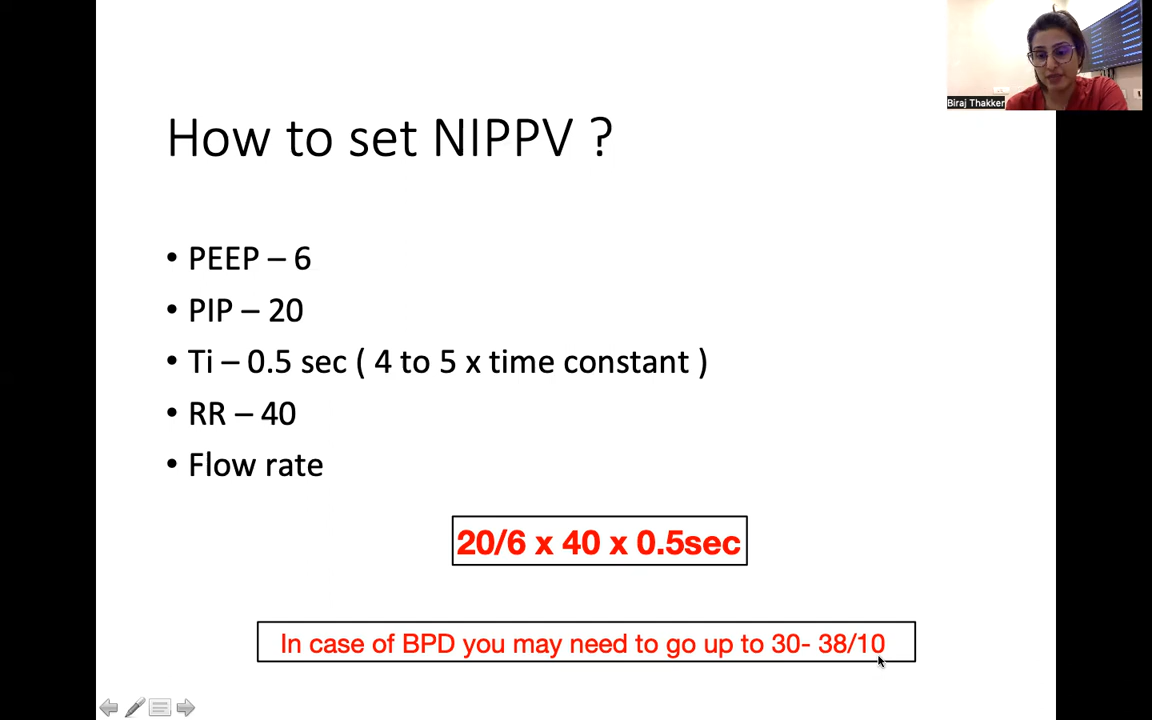 Biraj Thakker
How to set NIPPV ?
• PEEP – 6
• PIP – 20
• Ti – 0.5 sec ( 4 to 5 x time constant )
• RR – 40
• Flow rate
20/6 x 40 x 0.5sec
In case of BPD you may need to go up to 30- 38/10